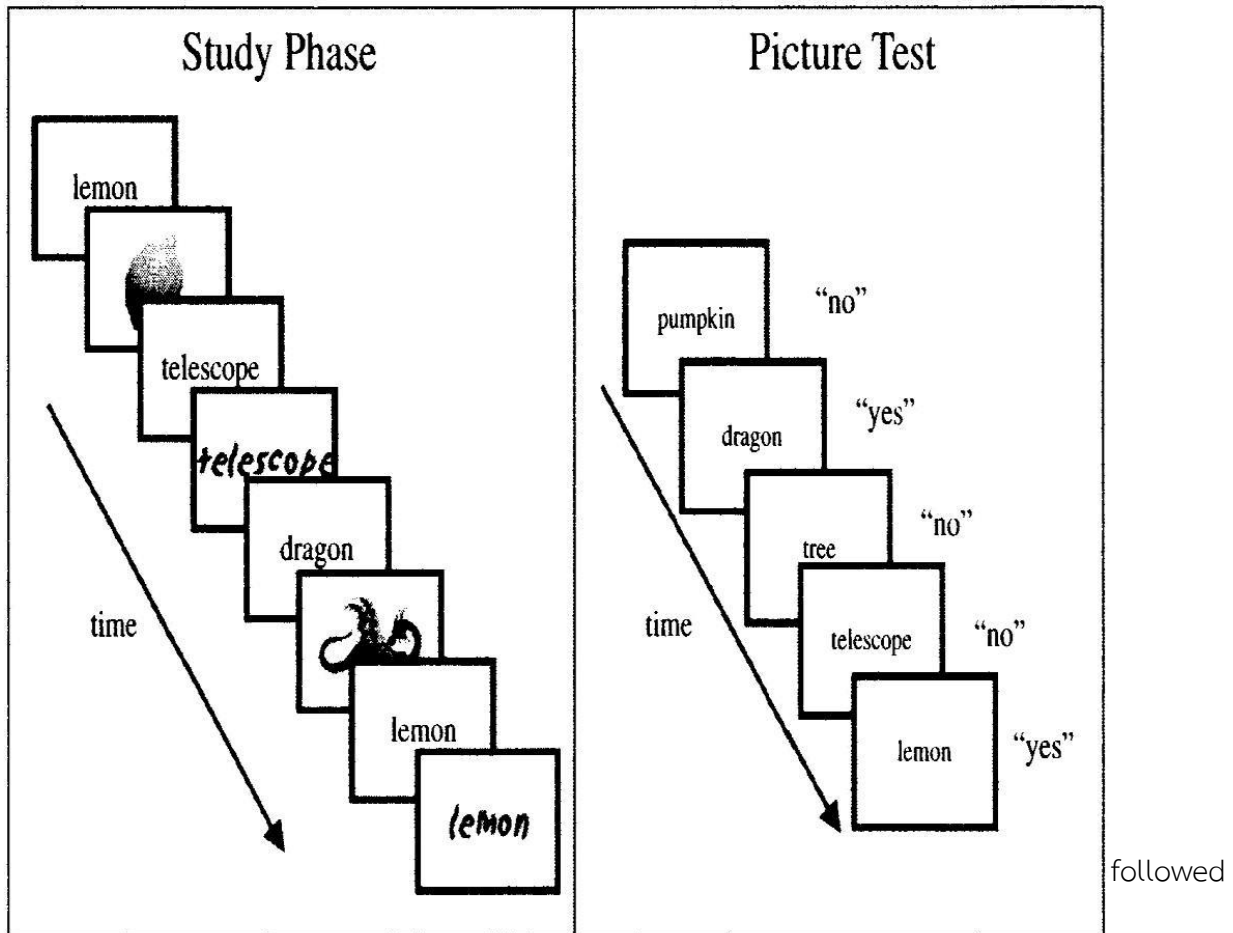 Study Phase
lemon
telescope
telescope
dragon
lemon
lemon
time
Picture Test
pumpkin
"no"
dragon
"yes"
tree
"no"
telescope
"no"
lemon
"yes"
time
followed